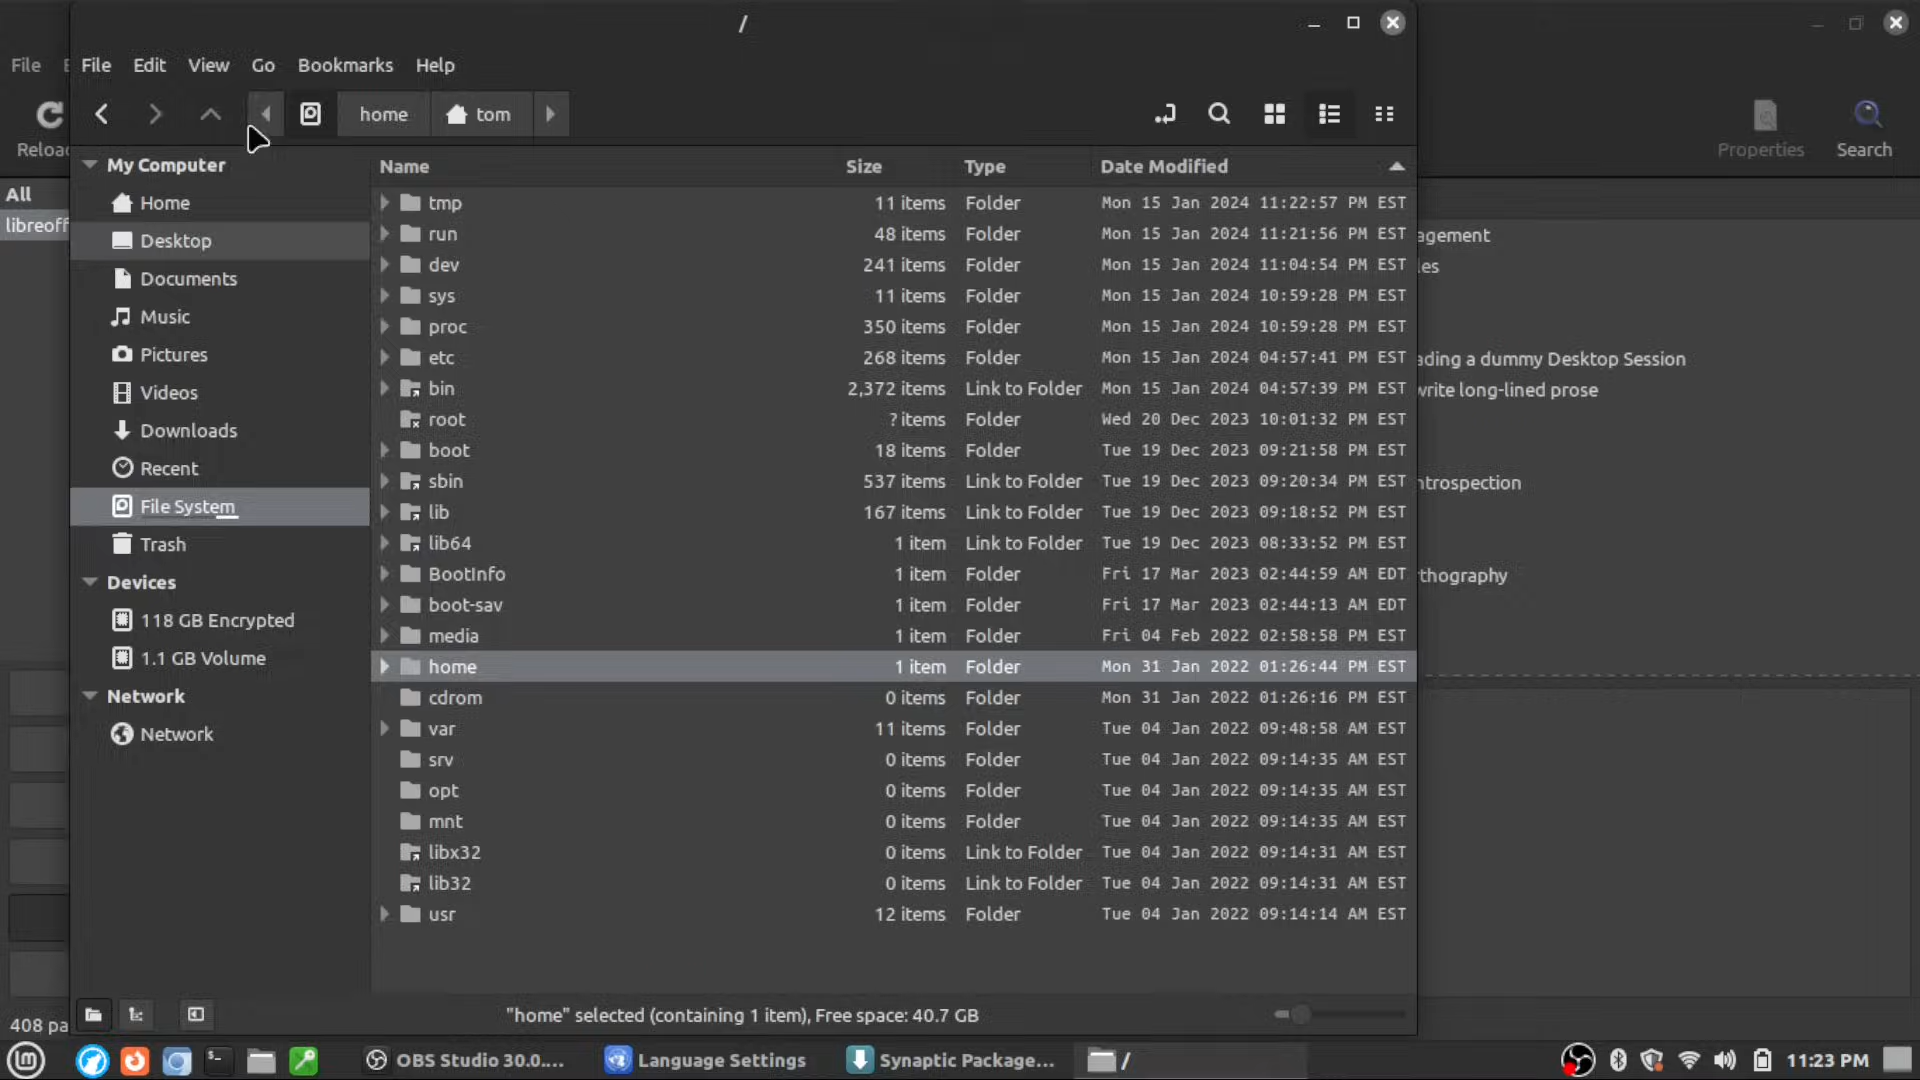 /
File Edit View Go Bookmarks Help
File
home tom
Reload
Properties Search
My Computer
Home
Desktop
Documents
Music
Pictures
Videos
Downloads
Recent
File System
Trash
Devices
118 GB Encrypted
1.1 GB Volume
Network
Network
Name Size Type Date Modified
tmp 11 items Folder Mon 15 Jan 2024 11:22:57 PM EST
run 48 items Folder Mon 15 Jan 2024 11:21:56 PM EST
dev 241 items Folder Mon 15 Jan 2024 11:04:54 PM EST
sys 11 items Folder Mon 15 Jan 2024 10:59:28 PM EST
proc 350 items Folder Mon 15 Jan 2024 10:59:28 PM EST
etc 268 items Folder Mon 15 Jan 2024 04:57:41 PM EST
bin 2,372 items Link to Folder Mon 15 Jan 2024 04:57:39 PM EST
root ? items Folder Wed 20 Dec 2023 10:01:32 PM EST
boot 18 items Folder Tue 19 Dec 2023 09:21:58 PM EST
sbin 537 items Link to Folder Tue 19 Dec 2023 09:20:34 PM EST
lib 167 items Link to Folder Tue 19 Dec 2023 09:18:52 PM EST
lib64 1 item Link to Folder Tue 19 Dec 2023 08:33:52 PM EST
BootInfo 1 item Folder Fri 17 Mar 2023 02:44:59 AM EDT
boot-sav 1 item Folder Fri 17 Mar 2023 02:44:13 AM EDT
media 1 item Folder Fri 04 Feb 2022 02:58:58 PM EST
home 1 item Folder Mon 31 Jan 2022 01:26:44 PM EST
cdrom 0 items Folder Mon 31 Jan 2022 01:26:16 PM EST
var 11 items Folder Tue 04 Jan 2022 09:48:58 AM EST
srv 0 items Folder Tue 04 Jan 2022 09:14:35 AM EST
opt 0 items Folder Tue 04 Jan 2022 09:14:35 AM EST
mnt 0 items Folder Tue 04 Jan 2022 09:14:35 AM EST
libx32 0 items Link to Folder Tue 04 Jan 2022 09:14:31 AM EST
lib32 0 items Link to Folder Tue 04 Jan 2022 09:14:31 AM EST
usr 12 items Folder Tue 04 Jan 2022 09:14:14 AM EST
"home" selected (containing 1 item), Free space: 40.7 GB
All
libreoff
408 pa
agement
les
ading a dummy Desktop Session
write long-lined prose
ntrospection
thography
OBS Studio 30.0.... Language Settings Synaptic Package... / 11:23 PM